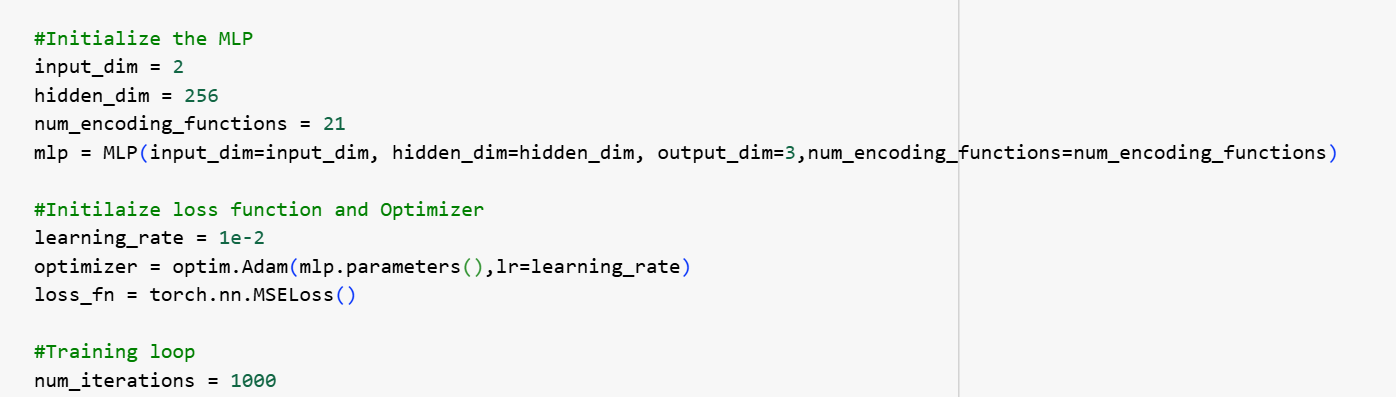 #Initialize the MLP
input_dim = 2
hidden_dim = 256
num_encoding_functions = 21
mlp = MLP(input_dim=input_dim, hidden_dim=hidden_dim, output_dim=3,num_encoding_functions=num_encoding_functions)
#Initilaize loss function and Optimizer
learning_rate = 1e-2
optimizer = optim.Adam(mlp.parameters(),lr=learning_rate)
loss_fn = torch.nn.MSELoss()
#Training loop
num_iterations = 1000